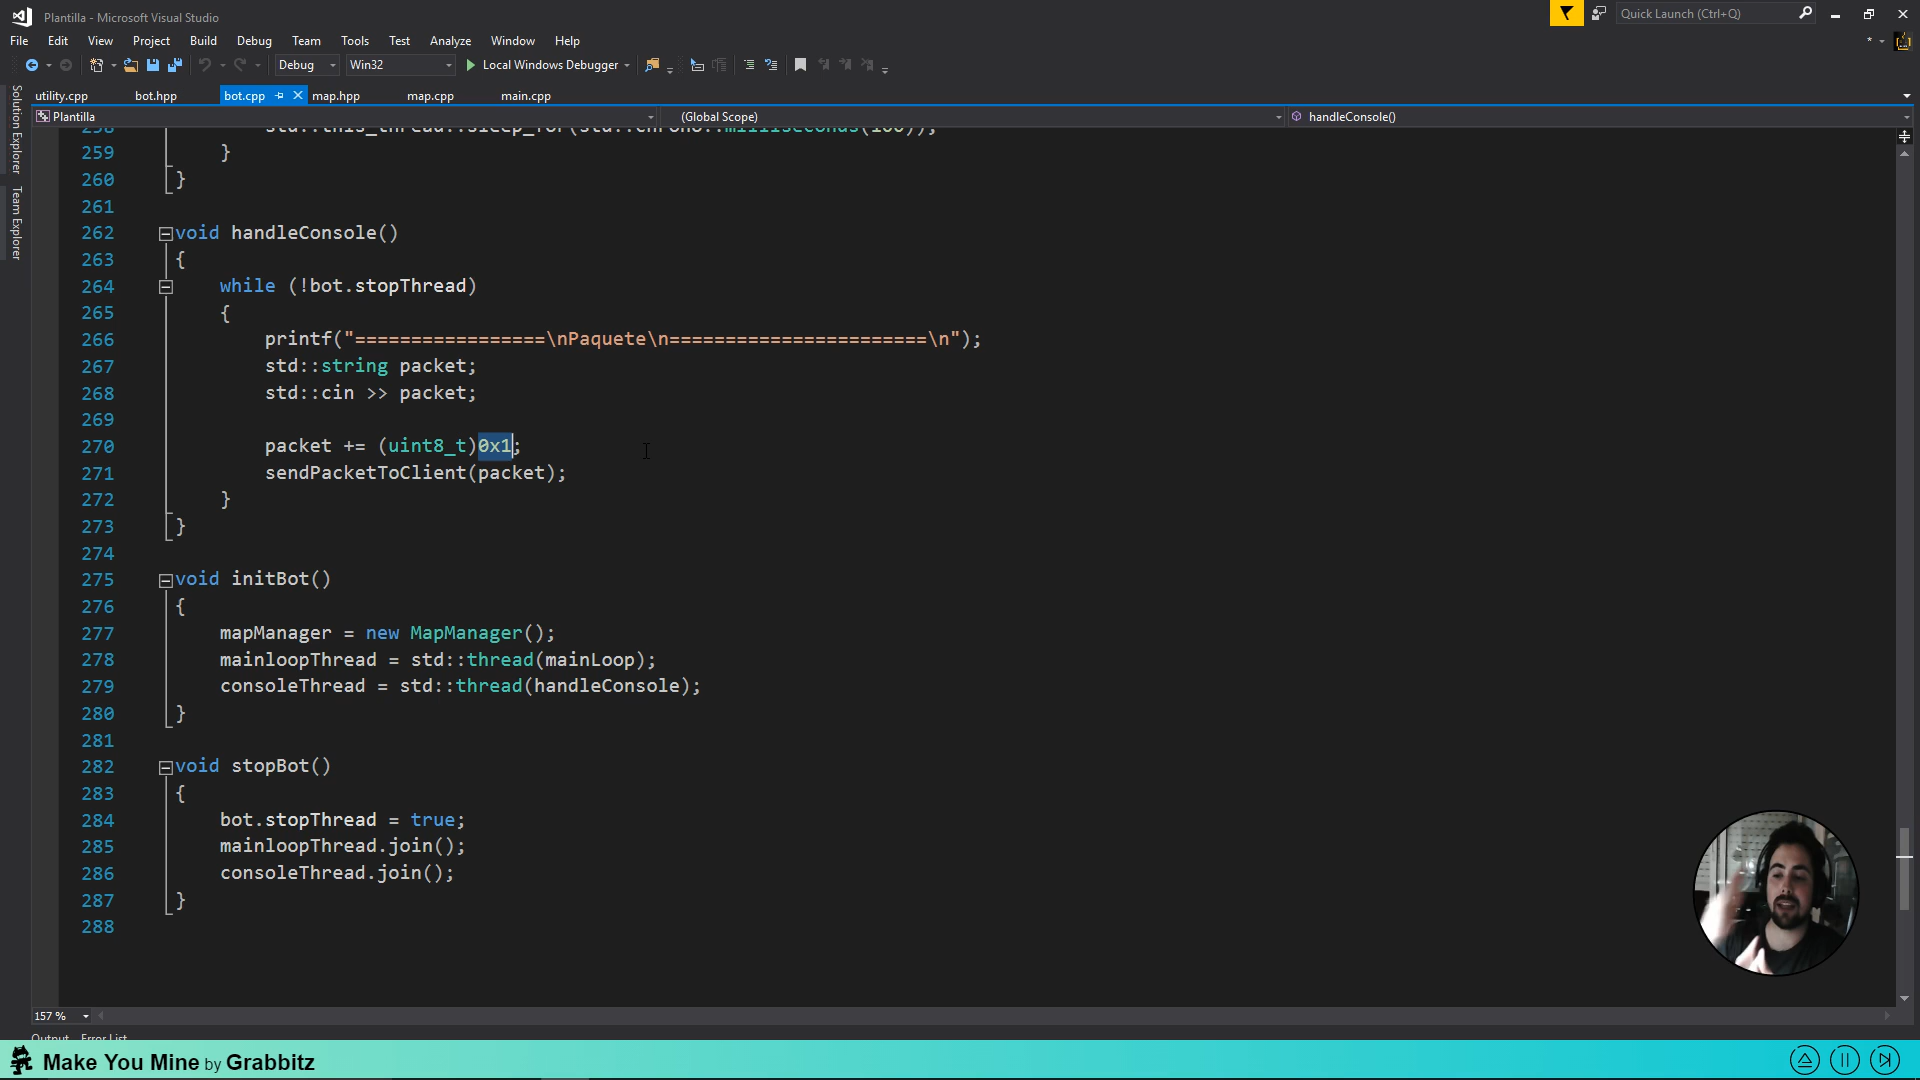 Plantilla - Microsoft Visual Studio
Quick Launch (Ctrl+Q)
File Edit View Project Build Debug Team Tools Test Analyze Window Help
Debug Win32 Local Windows Debugger
utility.cpp bot.hpp bot.cpp map.hpp map.cpp main.cpp
Plantilla (Global Scope) handleConsole()
Solution Explorer
Team Explorer
258 std::this_thread::sleep_for(std::chrono::milliseconds(100));
259 }
260 }
261
262 void handleConsole()
263 {
264 while (!bot.stopThread)
265 {
266 printf("=================\nPaquete\n=======================\n");
267 std::string packet;
268 std::cin >> packet;
269
270 packet += (uint8_t)0x1;
271 sendPacketToClient(packet);
272 }
273 }
274
275 void initBot()
276 {
277 mapManager = new MapManager();
278 mainloopThread = std::thread(mainLoop);
279 consoleThread = std::thread(handleConsole);
280 }
281
282 void stopBot()
283 {
284 bot.stopThread = true;
285 mainloopThread.join();
286 consoleThread.join();
287 }
288
157 %
Output Error List
Make You Mine by Grabbitz